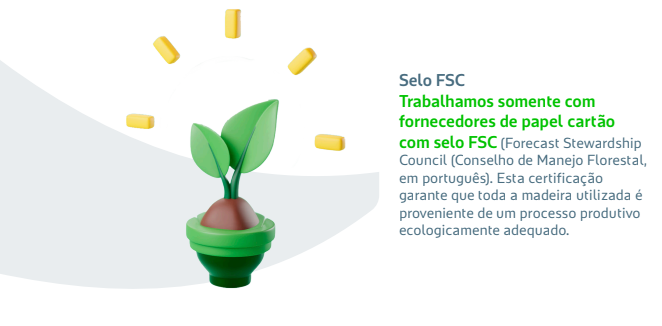 Selo FSC
Trabalhamos somente com
fornecedores de papel cartão
com selo FSC (Forecast Stewardship
Council (Conselho de Manejo Florestal,
em português). Esta certificação
garante que toda a madeira utilizada é
proveniente de um processo produtivo
ecologicamente adequado.